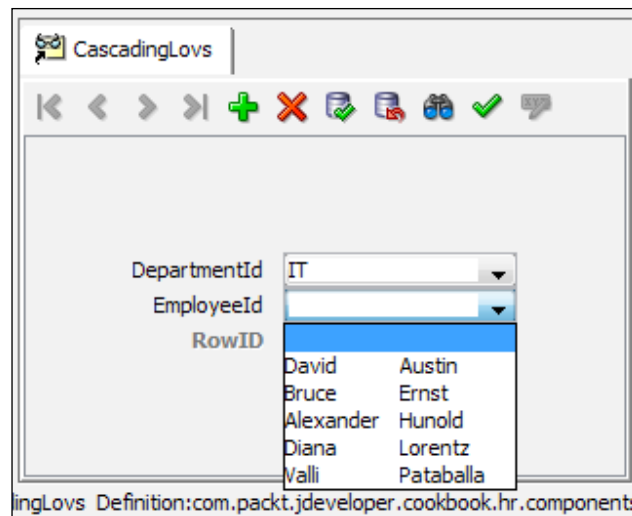 CascadingLovs
DepartmentId IT
EmployeeId
RowID
David Austin
Bruce Ernst
Alexander Hunold
Diana Lorentz
Valli Pataballa
ingLovs Definition:com.packt.jdeveloper.cookbook.hr.components